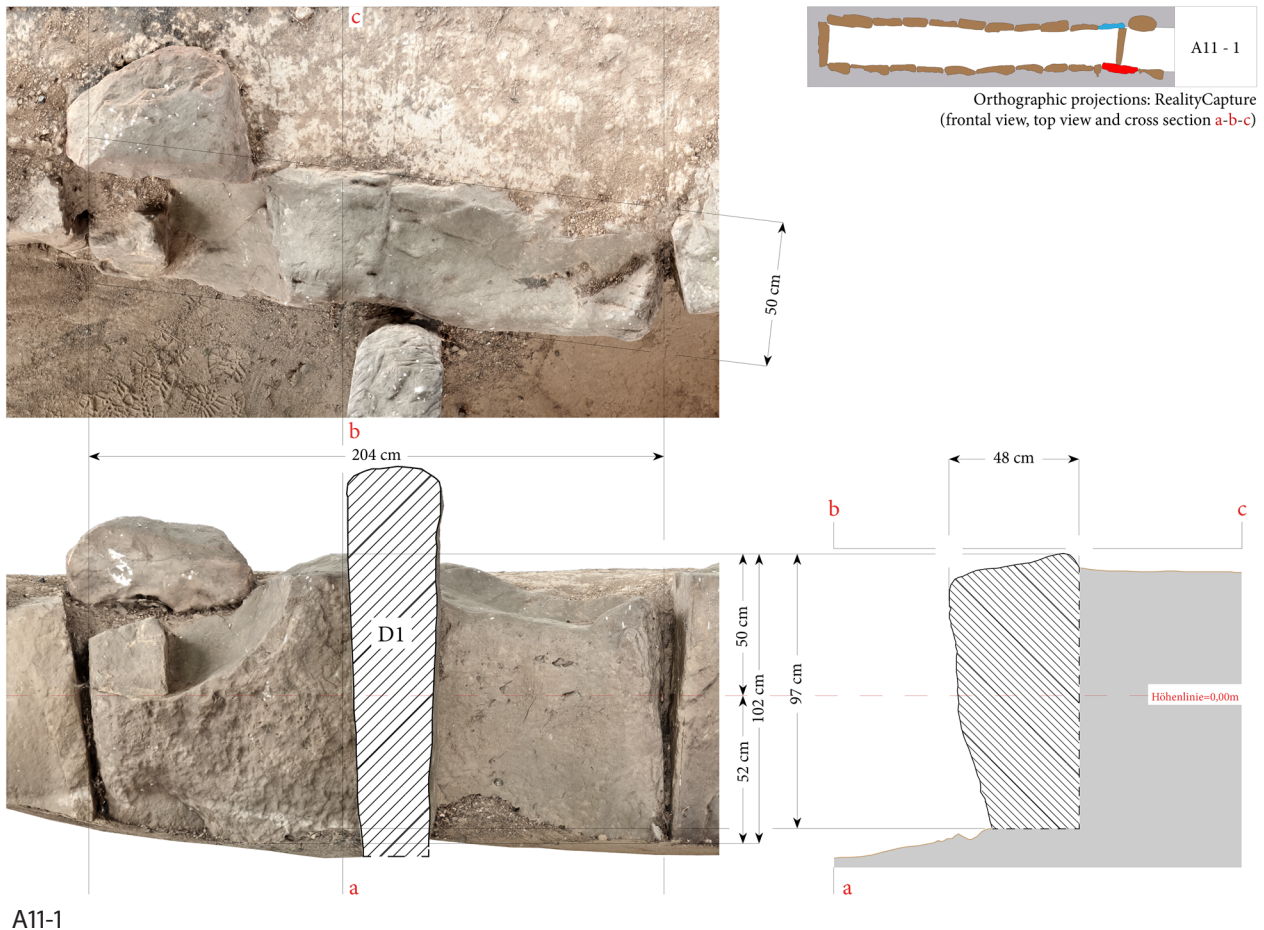 c
A11 - 1
Orthographic projections: RealityCapture
(frontal view, top view and cross section a-b-c)
50 cm
b
204 cm
48 cm
b
c
D1
50 cm
52 cm
102 cm
97 cm
Höhenlinie=0,00m
a
a
A11-1